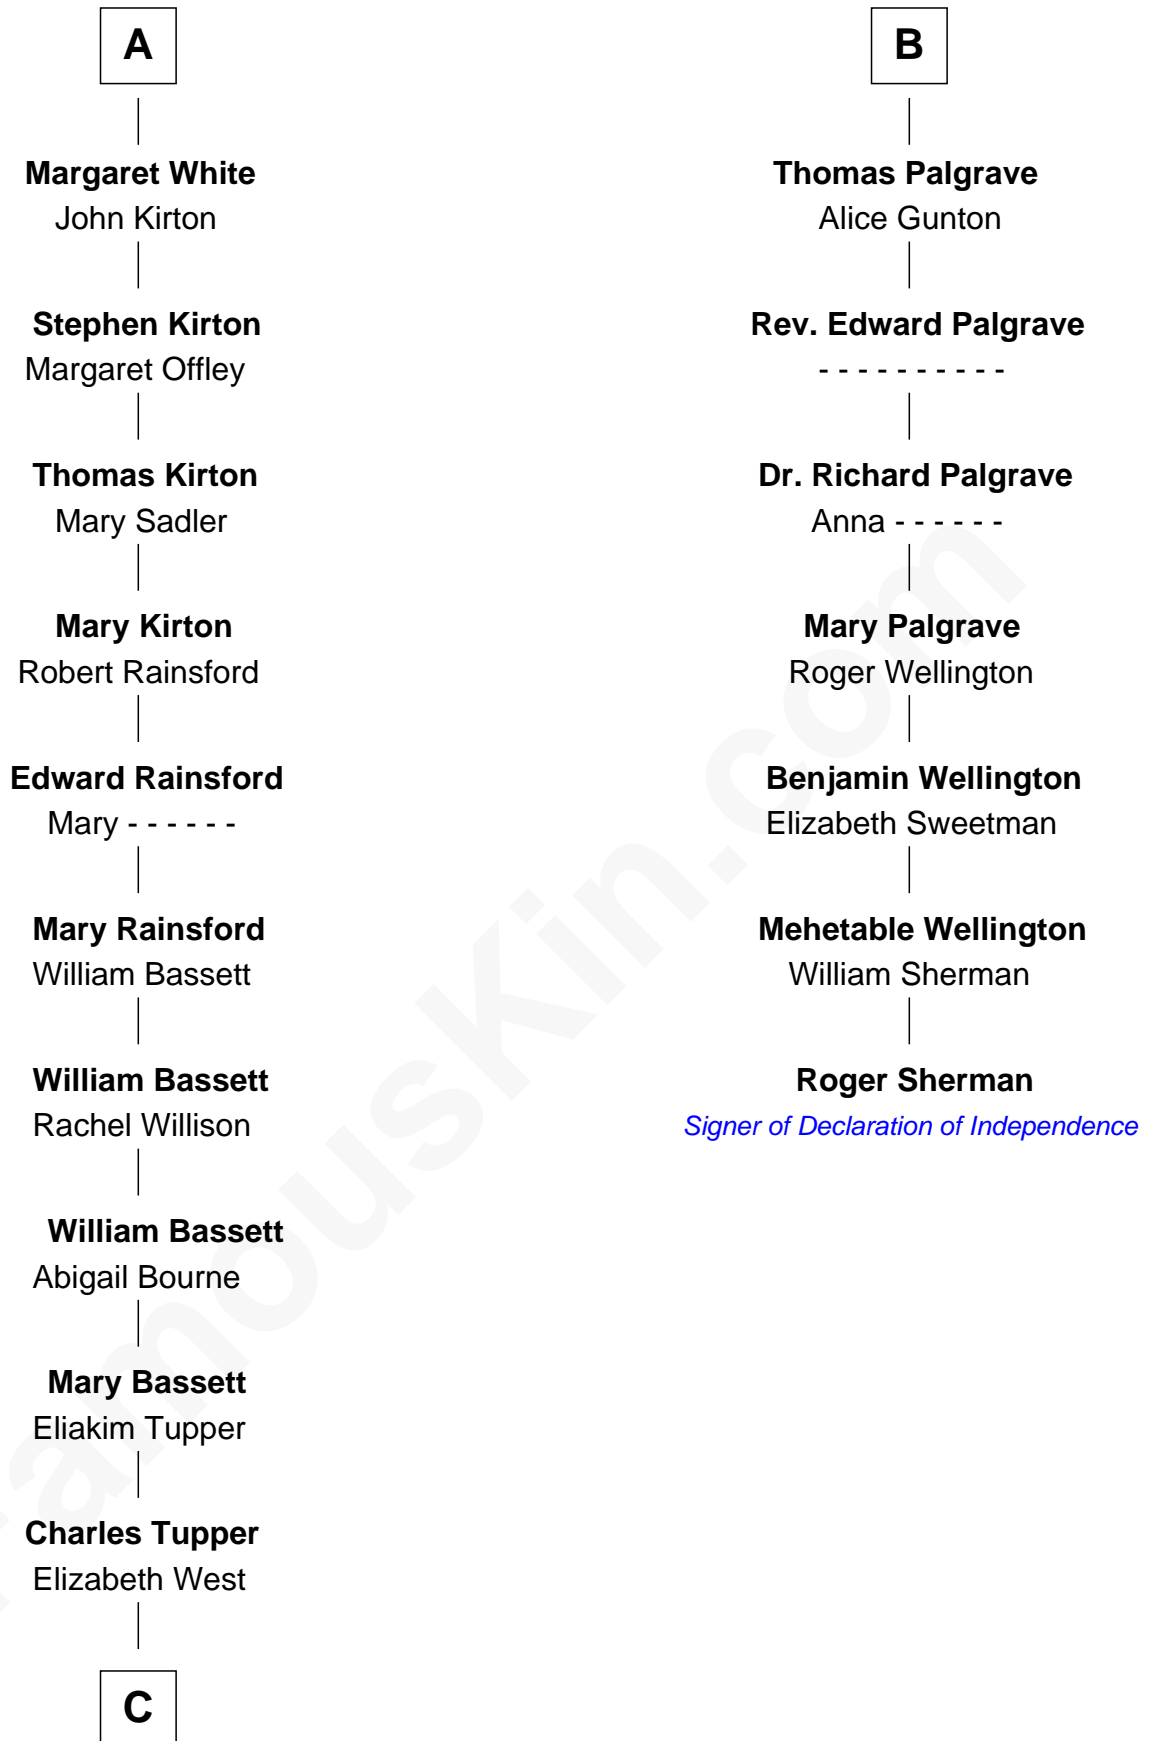 A
Margaret White
John Kirton
Stephen Kirton
Margaret Offley
Thomas Kirton
Mary Sadler
Mary Kirton
Robert Rainsford
Edward Rainsford
Mary - - - - - -
Mary Rainsford
William Bassett
William Bassett
Rachel Willison
William Bassett
Abigail Bourne
Mary Bassett
Eliakim Tupper
Charles Tupper
Elizabeth West
C
B
Thomas Palgrave
Alice Gunton
Rev. Edward Palgrave
- - - - - - - - - -
Dr. Richard Palgrave
Anna - - - - - -
Mary Palgrave
Roger Wellington
Benjamin Wellington
Elizabeth Sweetman
Mehetable Wellington
William Sherman
Roger Sherman
Signer of Declaration of Independence
FamousKin.com